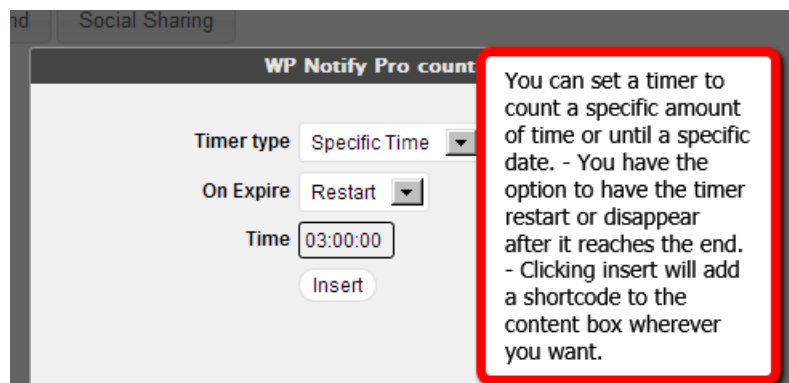 nd Social Sharing
WP Notify Pro count
Timer type Specific Time
On Expire Restart
Time 03:00:00
Insert
You can set a timer to
count a specific amount
of time or until a specific
date. - You have the
option to have the timer
restart or disappear
after it reaches the end.
- Clicking insert will add
a shortcode to the
content box wherever
you want.